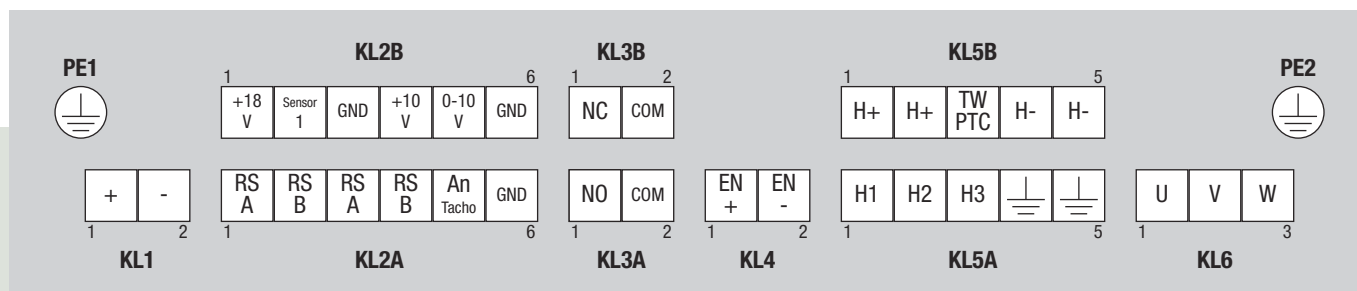 KL2B
KL3B
KL5B
PE1
PE2
1 6 1 2 1 5
+18 V Sensor 1 GND +10 V 0-10 V GND
NC COM
H+ H+ TW PTC H- H-
+ -
RS A RS B RS A RS B An Tacho GND
NO COM
EN + EN -
H1 H2 H3
U V W
1 2 1 6 1 2 1 2 1 5 1 3
KL1
KL2A
KL3A
KL4
KL5A
KL6